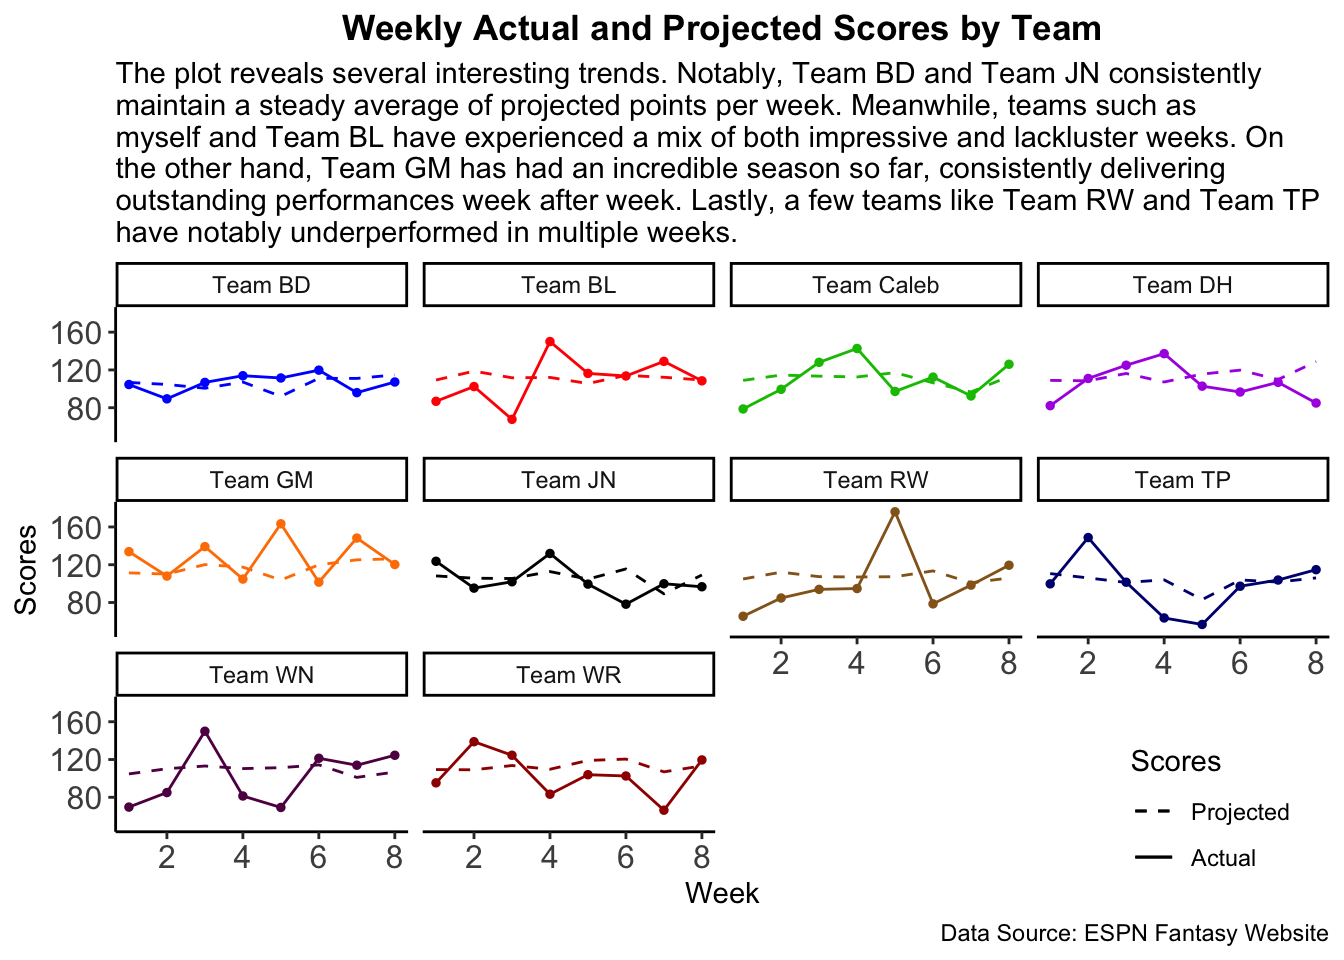 Weekly Actual and Projected Scores by Team
The plot reveals several interesting trends. Notably, Team BD and Team JN consistently
maintain a steady average of projected points per week. Meanwhile, teams such as
myself and Team BL have experienced a mix of both impressive and lackluster weeks. On
the other hand, Team GM has had an incredible season so far, consistently delivering
outstanding performances week after week. Lastly, a few teams like Team RW and Team TP
have notably underperformed in multiple weeks.
Team BD
Team BL
Team Caleb
Team DH
160
120
80
Team GM
Team JN
Team RW
Team TP
160
120
80
2 4 6 8
2 4 6 8
Team WN
Team WR
160
120
80
2 4 6 8
2 4 6 8
Scores
Week
Scores
Projected
Actual
Data Source: ESPN Fantasy Website